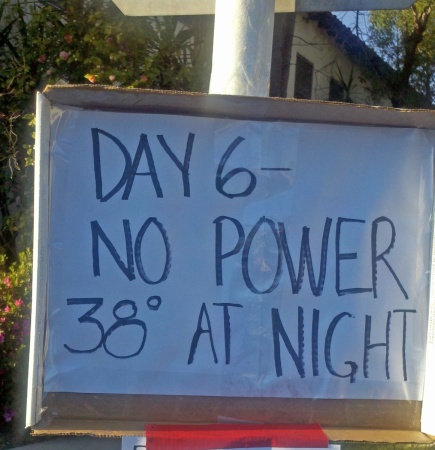 DAY 6-
NO POWER
38° AT NIGHT